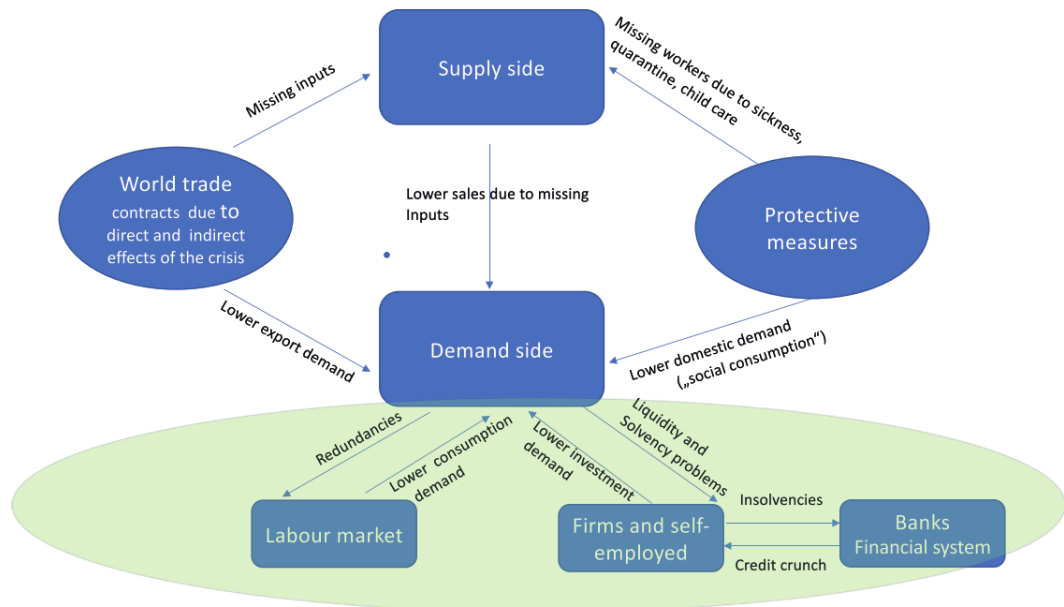 Supply side
Missing inputs
Missing workers due to sickness,
quarantine, child care
World trade
contracts due to
direct and indirect
effects of the crisis
Lower sales due to missing
Inputs
Protective
measures
Lower export demand
Demand side
Lower domestic demand
(„social consumption“)
Redundancies
Lower consumption
demand
Lower investment
demand
Liquidity and
Solvency problems
Labour market
Firms and self-
employed
Insolvencies
Credit crunch
Banks
Financial system